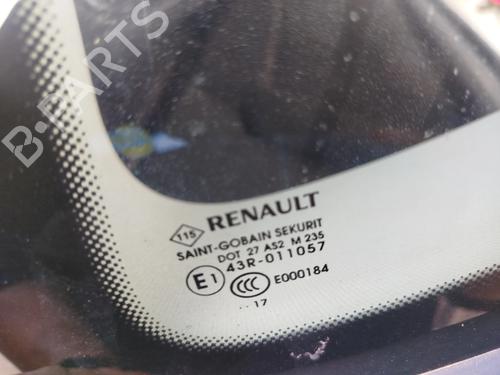 B-PARTS
RENAULT
115 SAINT-GOBAIN SEKURIT
DOT 27 AS2 M 235
E1 43R-011057
CCC E000184
.. 17